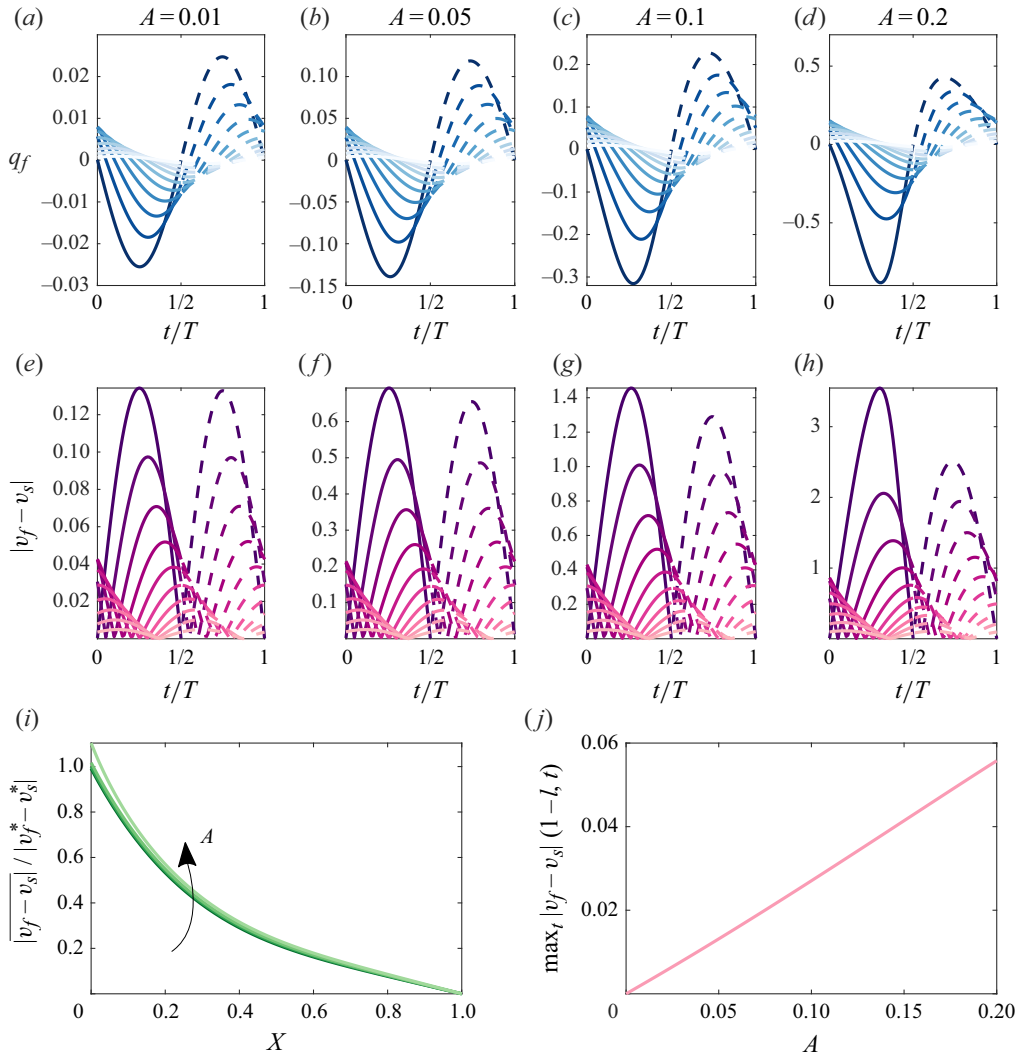 (a) A = 0.01 (b) A = 0.05 (c) A = 0.1 (d) A = 0.2
0.02 0.10 0.2 0.5
0.01 0.05 0.1
q_f 0 0 0 0
–0.01 –0.05 –0.1
–0.02 –0.10 –0.2 –0.5
–0.03 –0.15 –0.3
0 1/2 1 0 1/2 1 0 1/2 1 0 1/2 1
t/T t/T t/T t/T
(e) (f) (g) (h)
0.12 0.6 1.4 3
0.10 0.5 1.2
0.08 0.4 1.0 2
|v_f – v_s| 0.06 0.3 0.8
0.04 0.2 0.6 1
0.02 0.1 0.4
0.2
0 1/2 1 0 1/2 1 0 1/2 1 0 1/2 1
t/T t/T t/T t/T
(i) (j)
1.0 0.06
0.8 A
0.6 0.04
0.4 0.02
0.2
\overline{|v_f – v_s|} / |v_f^* – v_s^*| max_t |v_f – v_s| (1 – l, t)
0 0.2 0.4 0.6 0.8 1.0 0 0.05 0.10 0.15 0.20
X A